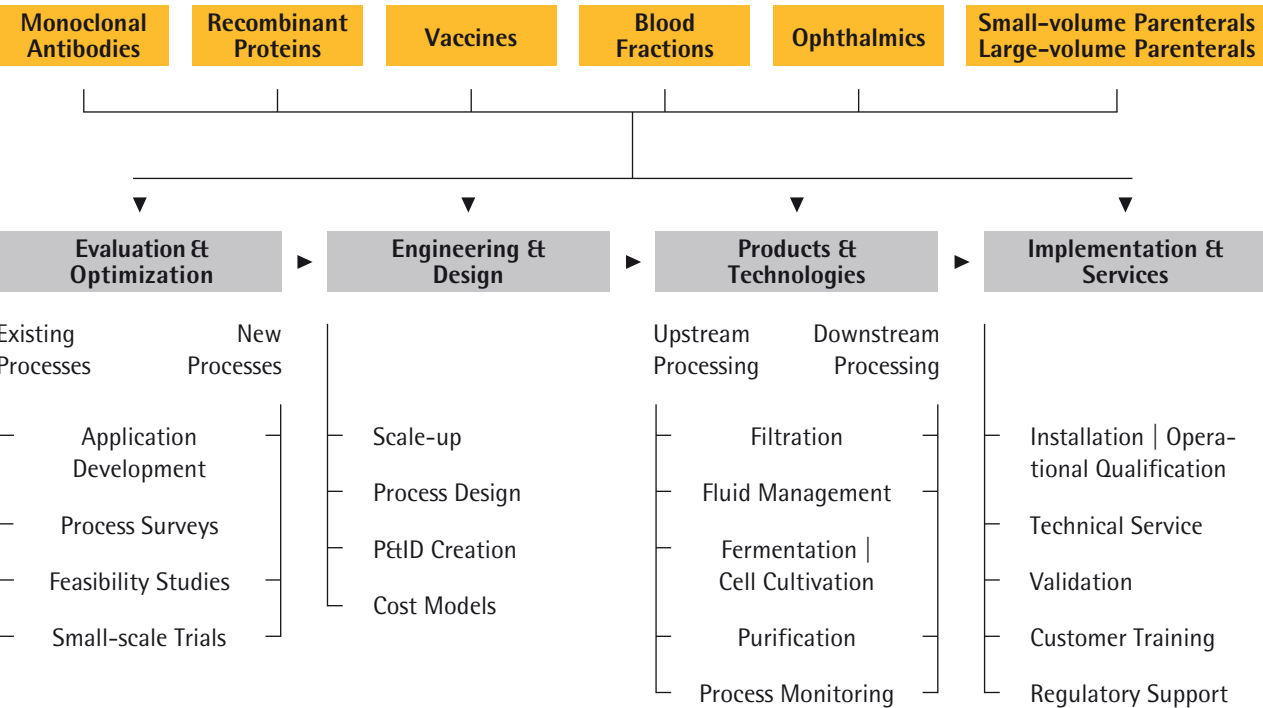 Monoclonal
Antibodies
Recombinant
Proteins
Vaccines
Blood
Fractions
Ophthalmics
Small-volume Parenterals
Large-volume Parenterals
Evaluation &
Optimization
Engineering &
Design
Products &
Technologies
Implementation &
Services
Existing
Processes
New
Processes
Application
Development
Process Surveys
Feasibility Studies
Small-scale Trials
Scale-up
Process Design
P&ID Creation
Cost Models
Upstream
Processing
Downstream
Processing
Filtration
Fluid Management
Fermentation |
Cell Cultivation
Purification
Process Monitoring
Installation | Opera-
tional Qualification
Technical Service
Validation
Customer Training
Regulatory Support